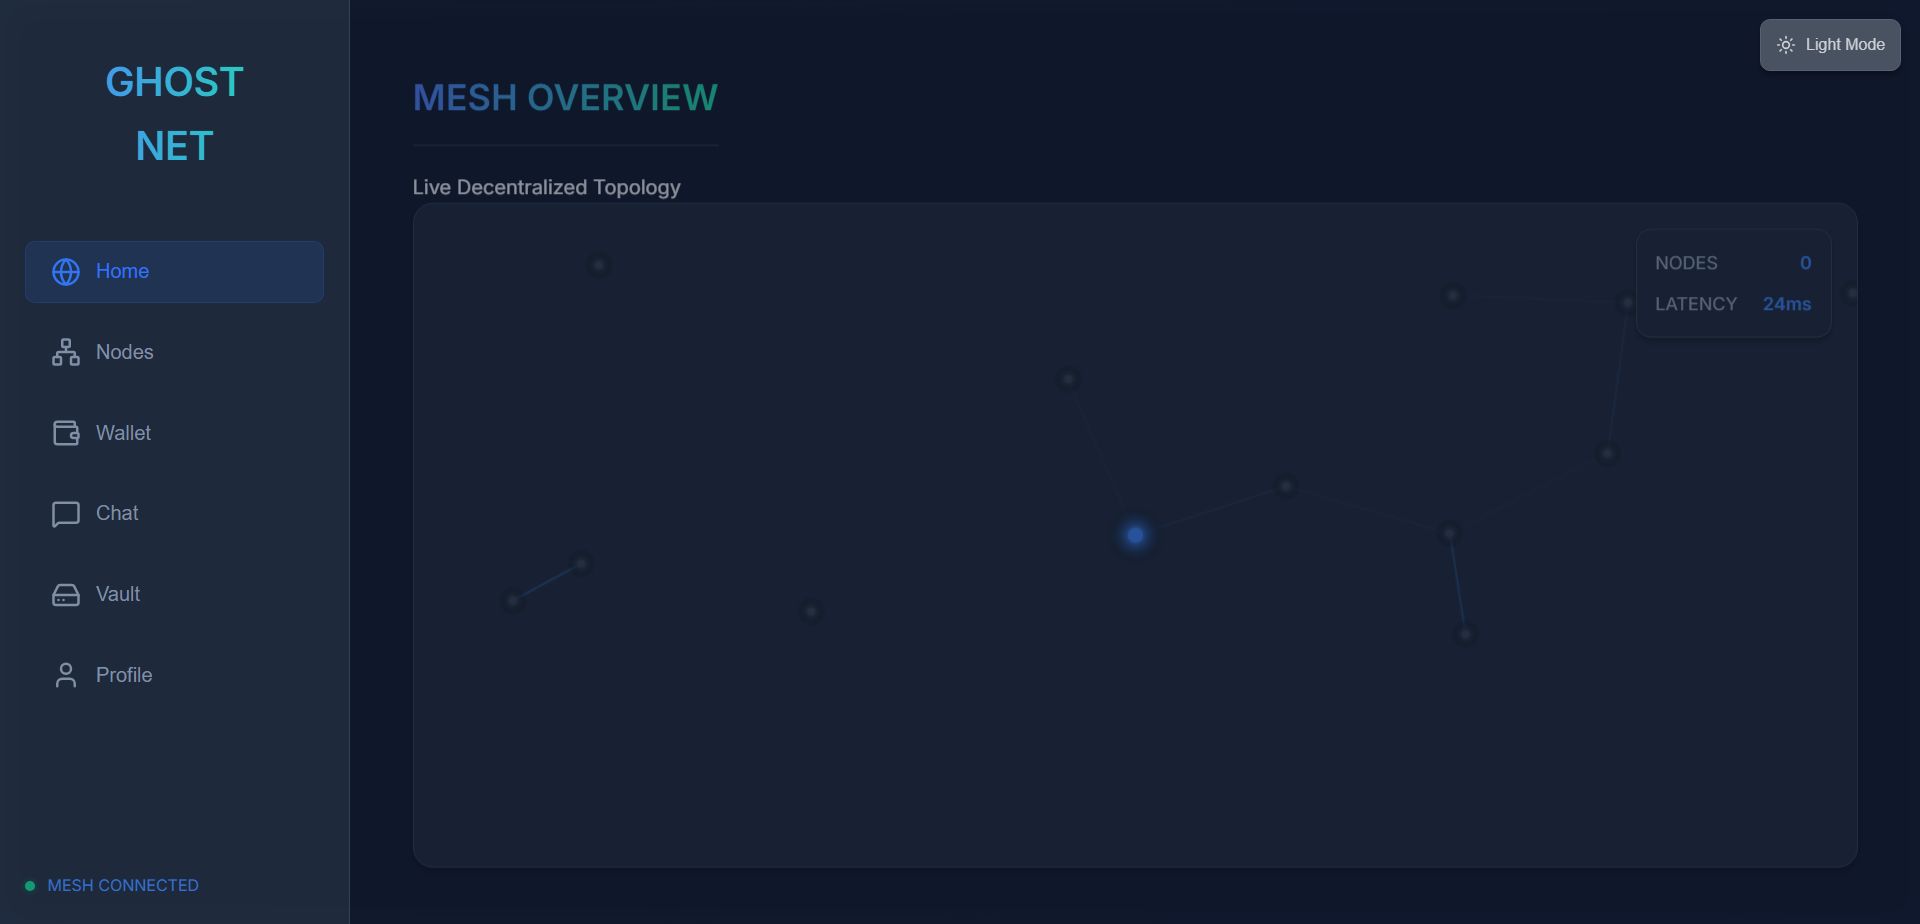 GHOST
NET
Home
Nodes
Wallet
Chat
Vault
Profile
MESH CONNECTED
Light Mode
MESH OVERVIEW
Live Decentralized Topology
NODES 0
LATENCY 24ms